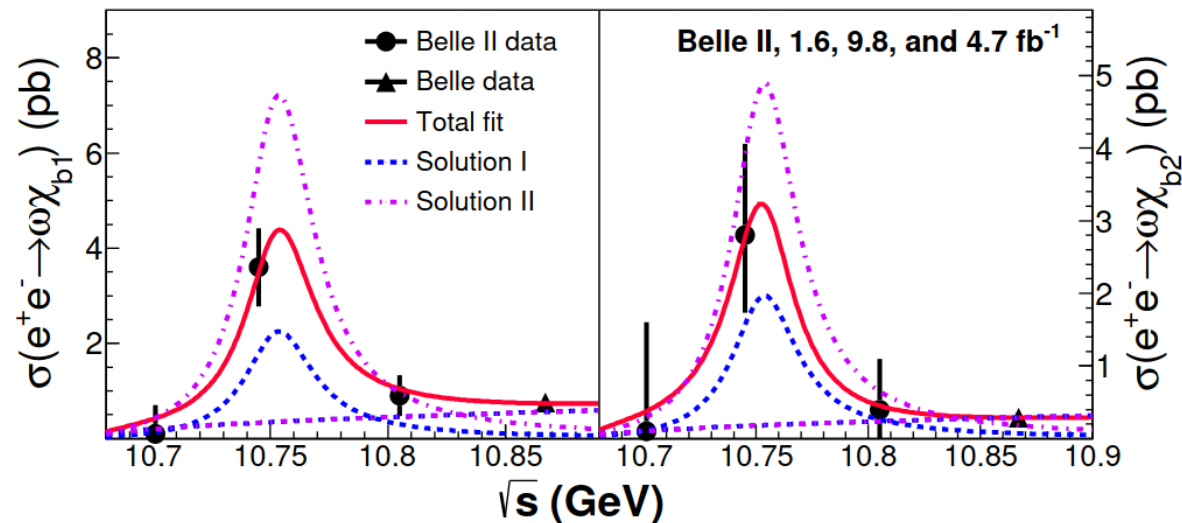 σ(e⁺e⁻→ωχ_b1) (pb)
8
6
4
2
Belle II data
Belle data
Total fit
Solution I
Solution II
Belle II, 1.6, 9.8, and 4.7 fb⁻¹
5
4
3
2
1
σ(e⁺e⁻→ωχ_b2) (pb)
10.7 10.75 10.8 10.85 10.7 10.75 10.8 10.85 10.9
√s (GeV)